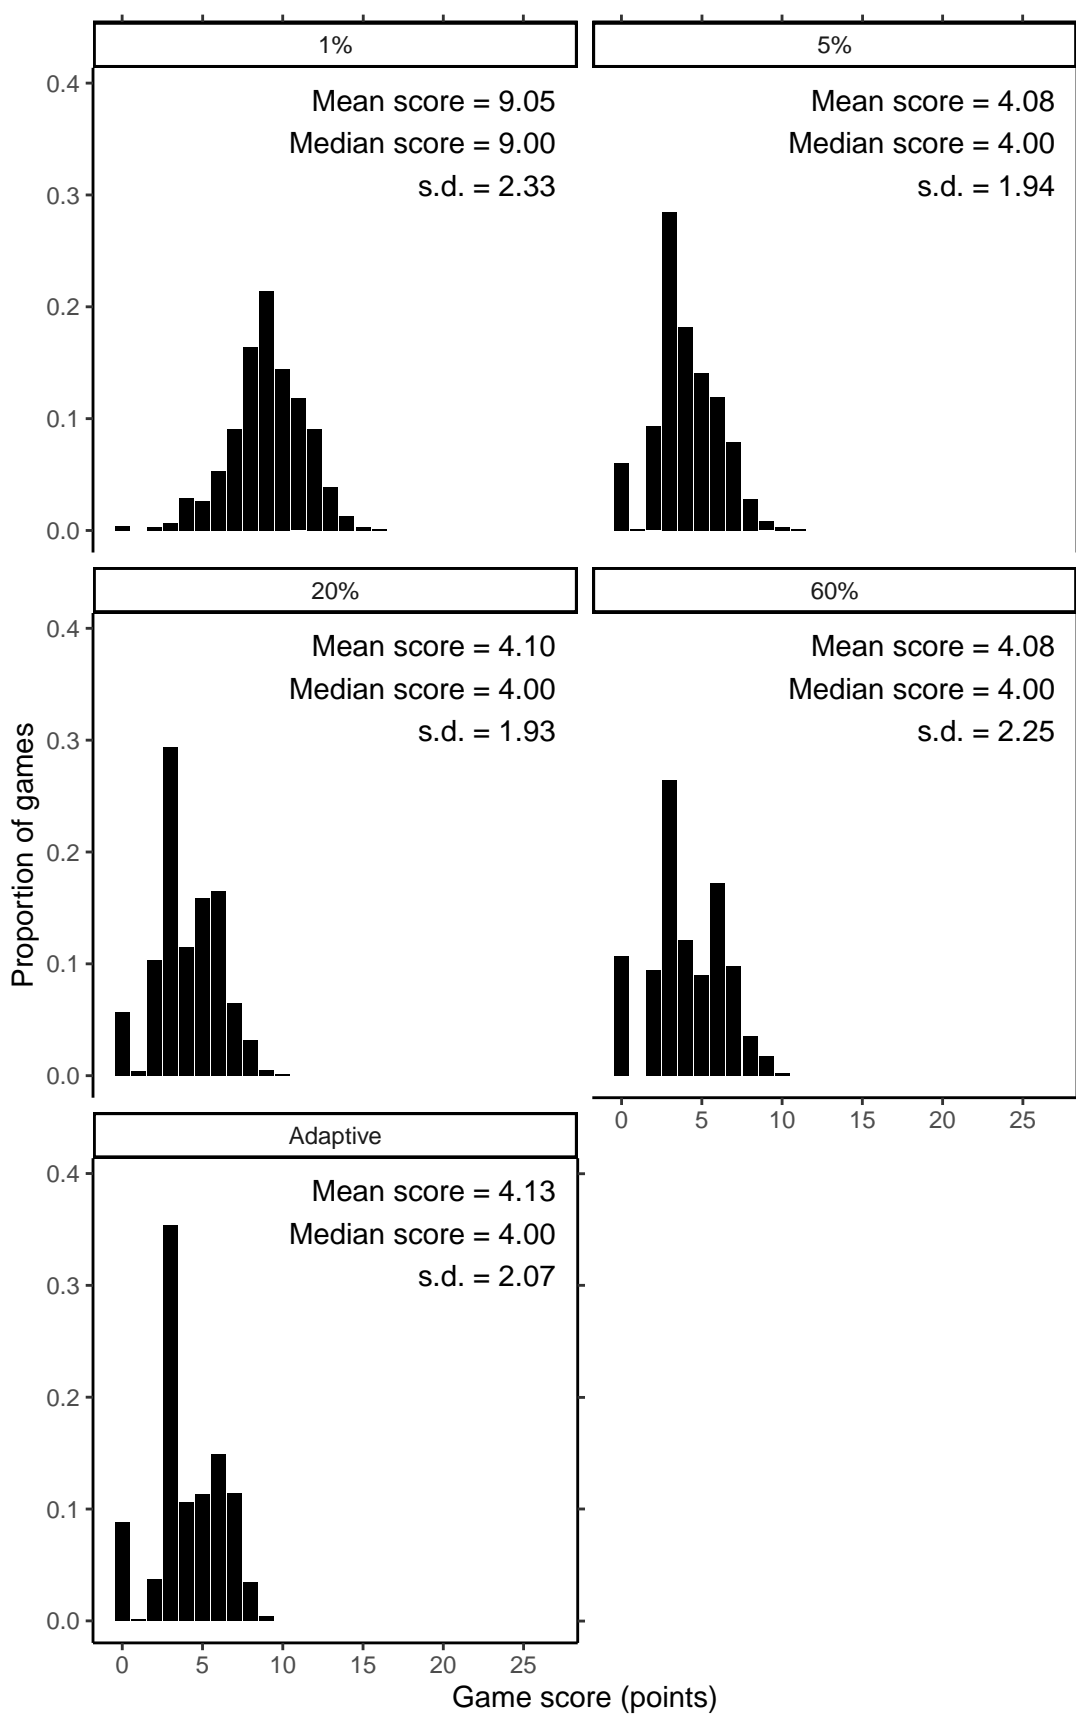 1%
5%
0.4
Mean score = 9.05
Median score = 9.00
s.d. = 2.33
Mean score = 4.08
Median score = 4.00
s.d. = 1.94
0.3
0.2
0.1
0.0
20%
60%
0.4
Mean score = 4.10
Median score = 4.00
s.d. = 1.93
Mean score = 4.08
Median score = 4.00
s.d. = 2.25
0.3
0.2
0.1
0.0
Proportion of games
0 5 10 15 20 25
Adaptive
0.4
Mean score = 4.13
Median score = 4.00
s.d. = 2.07
0.3
0.2
0.1
0.0
0 5 10 15 20 25
Game score (points)